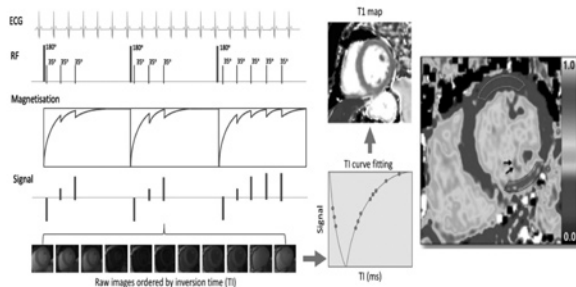 ECG
RF
180°
35°
35°
35°
180°
35°
35°
35°
180°
35°
35°
35°
35°
35°
Magnetisation
Signal
Raw images ordered by inversion time (TI)
T1 map
TI curve fitting
Signal
TI (ms)
1.0
0.0